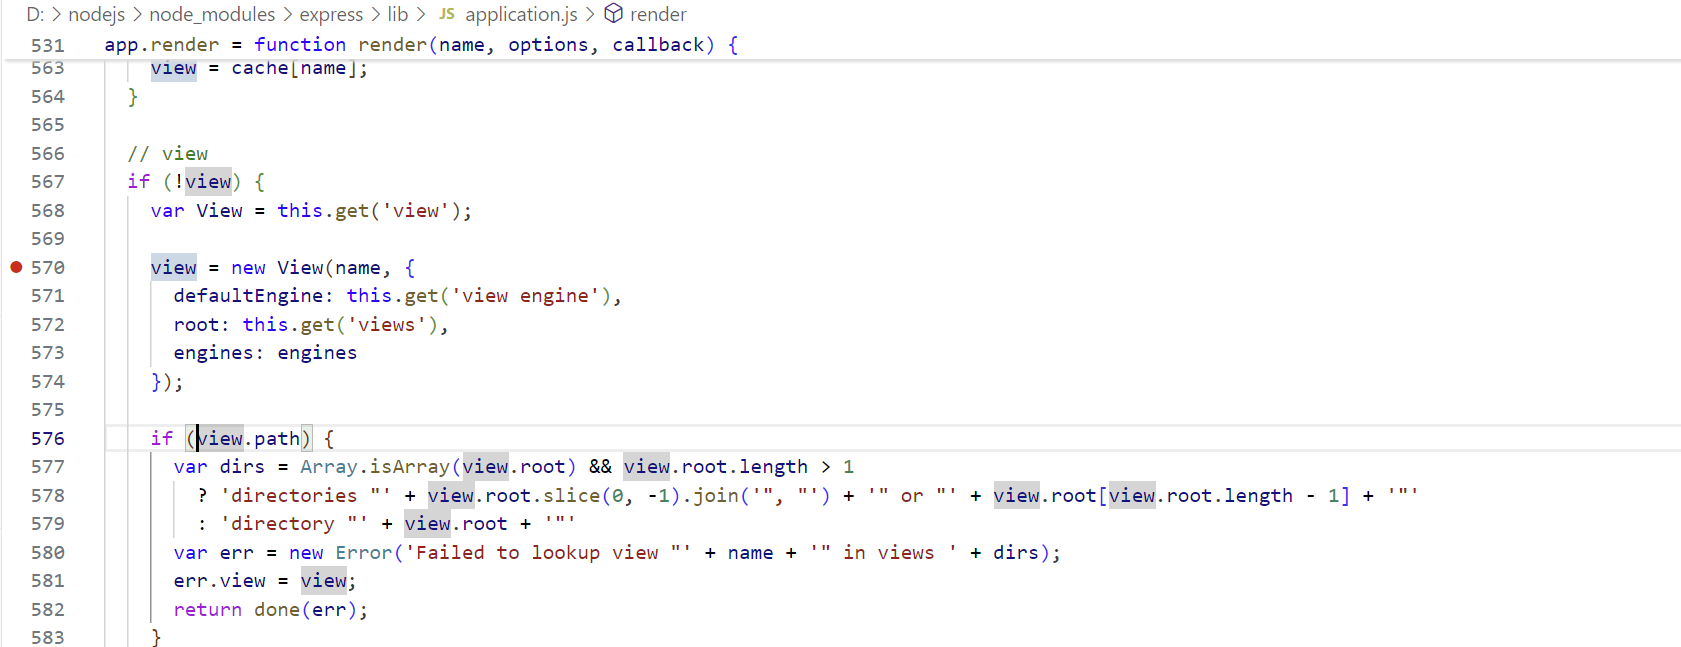 D: > nodejs > node_modules > express > lib > JS application.js > render
531 app.render = function render(name, options, callback) {
563 view = cache[name];
564 }
565
566 // view
567 if (!view) {
568 var View = this.get('view');
569
570 view = new View(name, {
571 defaultEngine: this.get('view engine'),
572 root: this.get('views'),
573 engines: engines
574 });
575
576 if (view.path) {
577 var dirs = Array.isArray(view.root) && view.root.length > 1
578 ? 'directories "' + view.root.slice(0, -1).join('", "') + '" or "' + view.root[view.root.length - 1] + '"'
579 : 'directory "' + view.root + '"'
580 var err = new Error('Failed to lookup view "' + name + '" in views ' + dirs);
581 err.view = view;
582 return done(err);
583 }